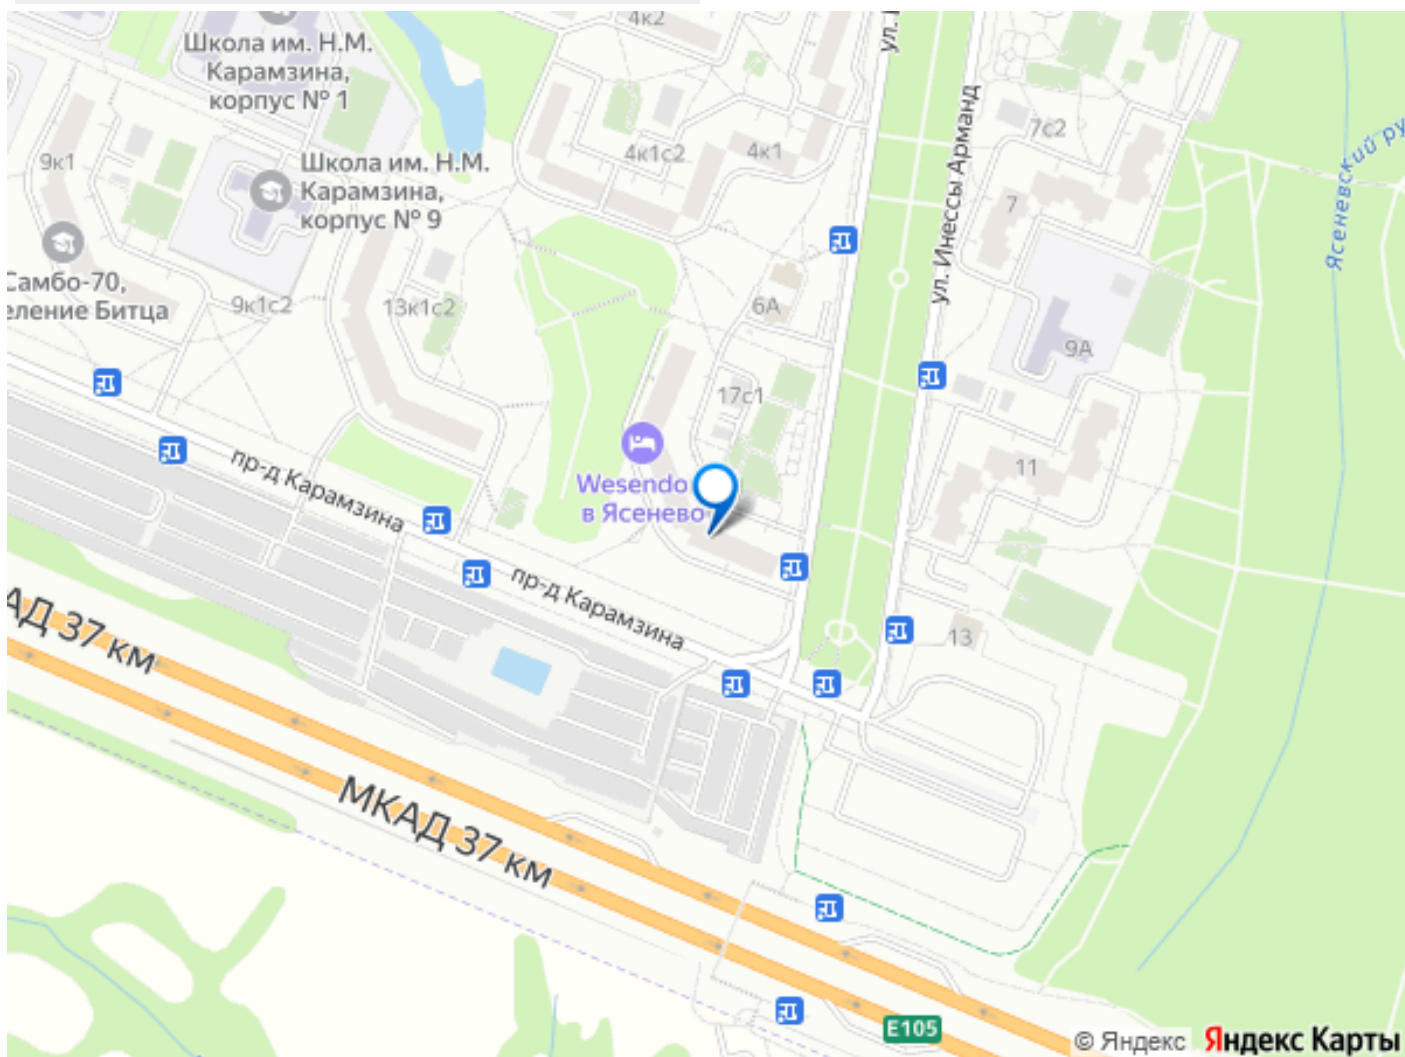 4к2
ул.
Школа им. Н.М.
Карамзина,
корпус № 1
7с2
4к1с2
4к1
9к1
Школа им. Н.М.
Карамзина,
корпус № 9
Ясеневский ру
7
ул. Инессы Арманд
Самбо-70,
еление Битца
9к1с2
13к1с2
6А
9А
17с1
11
Wesendo
в Ясенево
пр-д Карамзина
пр-д Карамзина
13
АД 37 км
МКАД 37 км
E105
© Яндекс Яндекс Карты